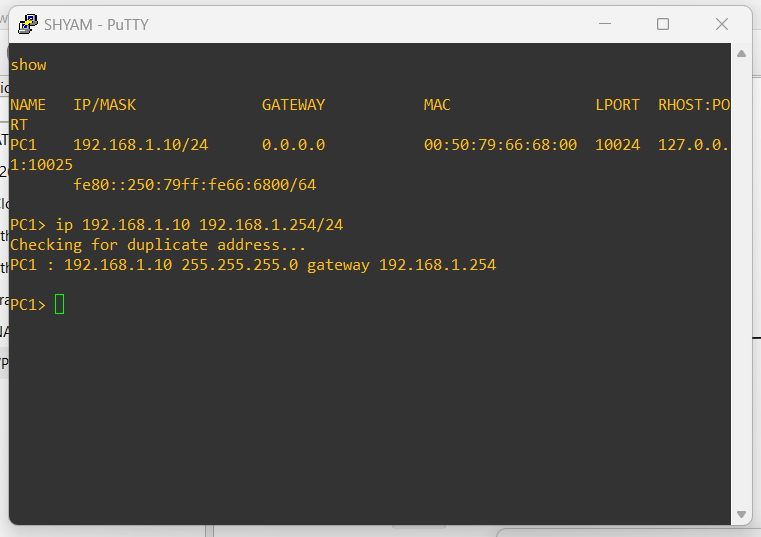 SHYAM - PuTTY
show
NAME   IP/MASK              GATEWAY           MAC                LPORT  RHOST:PO
RT
PC1    192.168.1.10/24      0.0.0.0           00:50:79:66:68:00  10024  127.0.0.
1:10025
       fe80::250:79ff:fe66:6800/64
PC1> ip 192.168.1.10 192.168.1.254/24
Checking for duplicate address...
PC1 : 192.168.1.10 255.255.255.0 gateway 192.168.1.254
PC1>